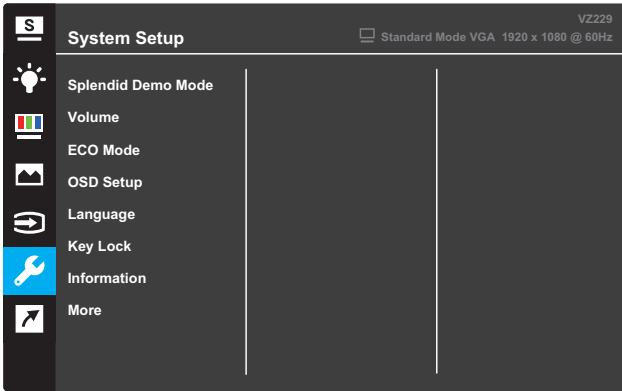 S
VZ229
System Setup
Standard Mode VGA 1920 x 1080 @ 60Hz
Splendid Demo Mode
Volume
ECO Mode
OSD Setup
Language
Key Lock
Information
More